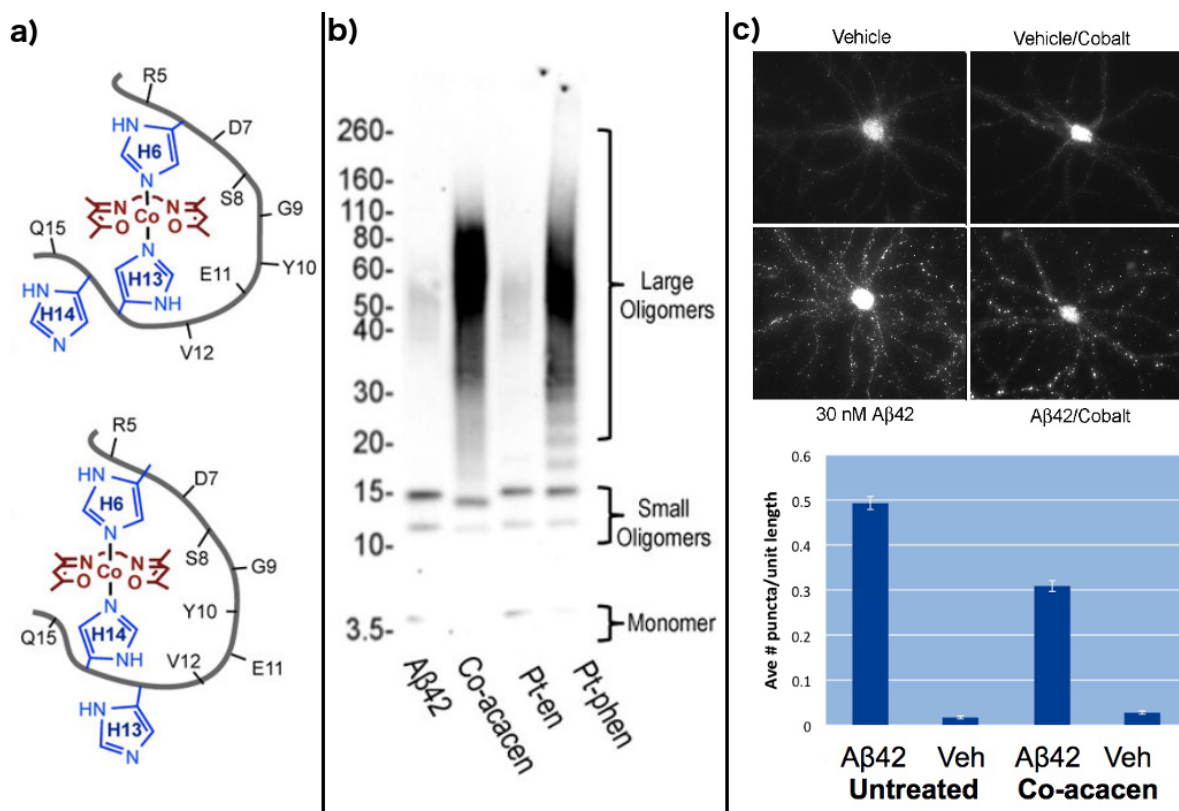 a)
R5
HN
H6
N
D7
S8
G9
N
N
Co
O
O
Q15
N
H13
NH
E11
Y10
HN
H14
N
V12
R5
HN
H6
N
D7
S8
G9
N
N
Co
O
O
Y10
Q15
N
H14
NH
V12
E11
HN
H13
N
b)
260-
160-
110-
80-
60-
50-
40-
30-
20-
15-
10-
3.5-
Large
Oligomers
Small
Oligomers
Monomer
Aβ42
Co-acacen
Pt-en
Pt-phen
c)
Vehicle
Vehicle/Cobalt
30 nM Aβ42
Aβ/Cobalt
Ave # puncta/unit length
0.6
0.5
0.4
0.3
0.2
0.1
0
Aβ42 Veh Aβ42 Veh
Untreated Co-acacen